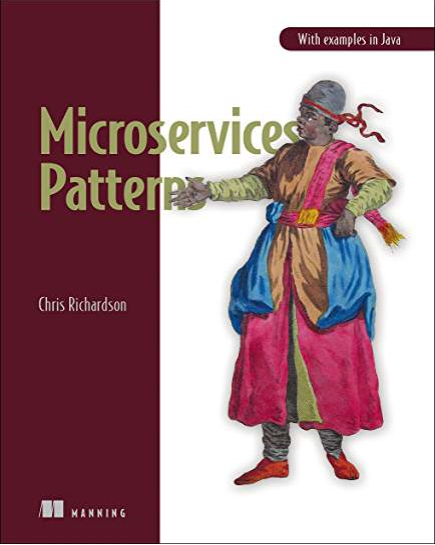 With examples in Java
Microservices
Patterns
Chris Richardson
MANNING